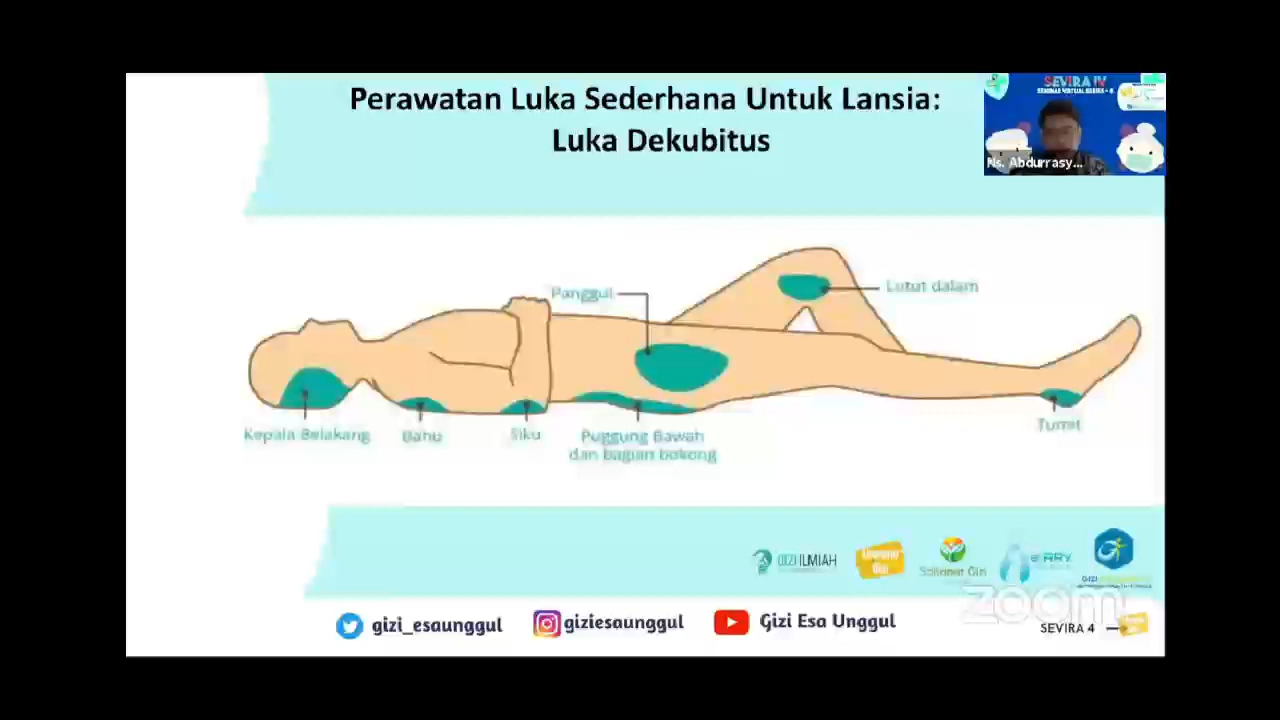 Perawatan Luka Sederhana Untuk Lansia:
Luka Dekubitus
SEVIRA IV
Ns. Abdurrasy...
Panggul
Lutut dalam
Kepala Belakang
Bahu
Siku
Puggung Bawah
dan bagian bokong
Tumit
GIZI ILMIAH
zoom
gizi_esaunggul
giziesaunggul
Gizi Esa Unggul
SEVIRA 4